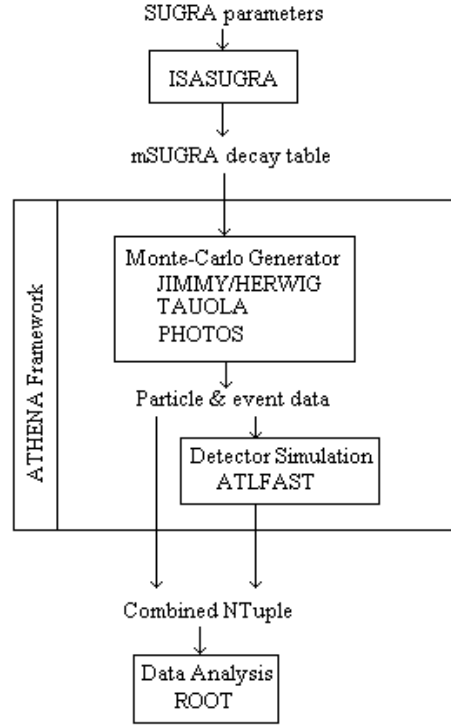 SUGRA parameters
ISASUGRA
mSUGRA decay table
ATHENA Framework
Monte-Carlo Generator
JIMMY/HERWIG
TAUOLA
PHOTOS
Particle & event data
Detector Simulation
ATLFAST
Combined NTuple
Data Analysis
ROOT